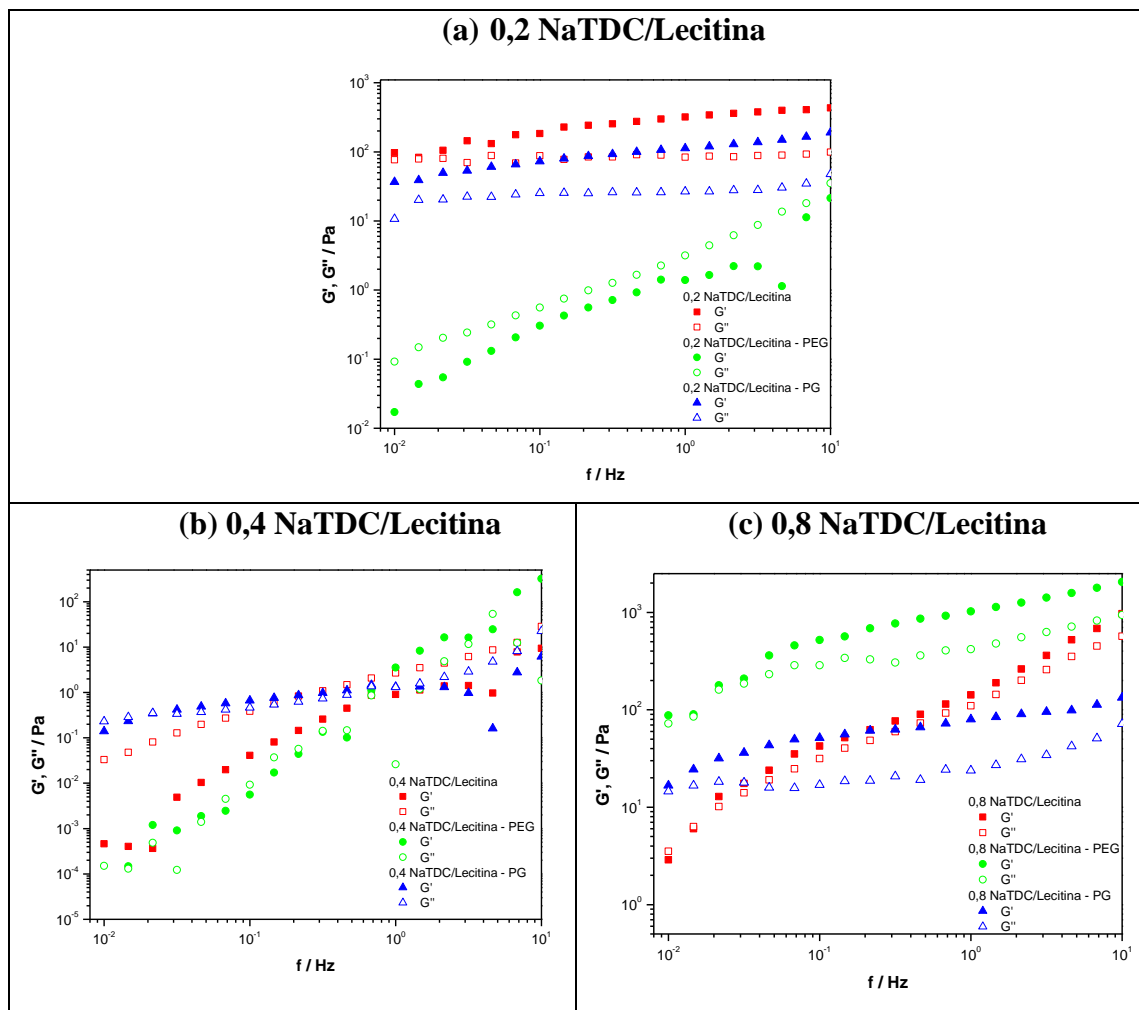 (a) 0,2 NaTDC/Lecitina
10³
10²
10¹
10⁰
10⁻¹
10⁻²
G', G'' / Pa
0,2 NaTDC/Lecitina
G'
G''
0,2 NaTDC/Lecitina - PEG
G'
G''
0,2 NaTDC/Lecitina - PG
G'
G''
10⁻² 10⁻¹ 10⁰ 10¹
f / Hz
(b) 0,4 NaTDC/Lecitina
10²
10¹
10⁰
10⁻¹
10⁻²
10⁻³
10⁻⁴
10⁻⁵
G', G'' / Pa
0,4 NaTDC/Lecitina
G'
G''
0,4 NaTDC/Lecitina - PEG
G'
G''
0,4 NaTDC/Lecitina - PG
G'
G''
10⁻² 10⁻¹ 10⁰ 10¹
f / Hz
(c) 0,8 NaTDC/Lecitina
10³
10²
10¹
10⁰
G', G'' / Pa
0,8 NaTDC/Lecitina
G'
G''
0,8 NaTDC/Lecitina - PEG
G'
G''
0,8 NaTDC/Lecitina - PG
G'
G''
10⁻² 10⁻¹ 10⁰ 10¹
f / Hz